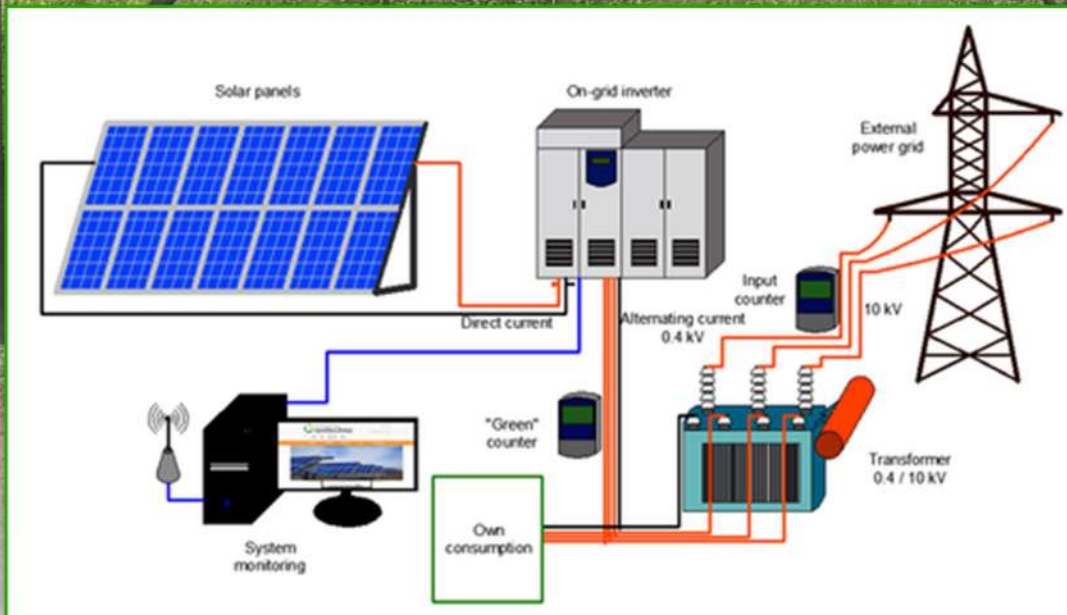 Solar panels
On-grid inverter
External
power grid
Input
counter
10 kV
Direct current
Alternating current
0.4 kV
"Green"
counter
Transformer
0.4 / 10 kV
Own
consumption
System
monitoring